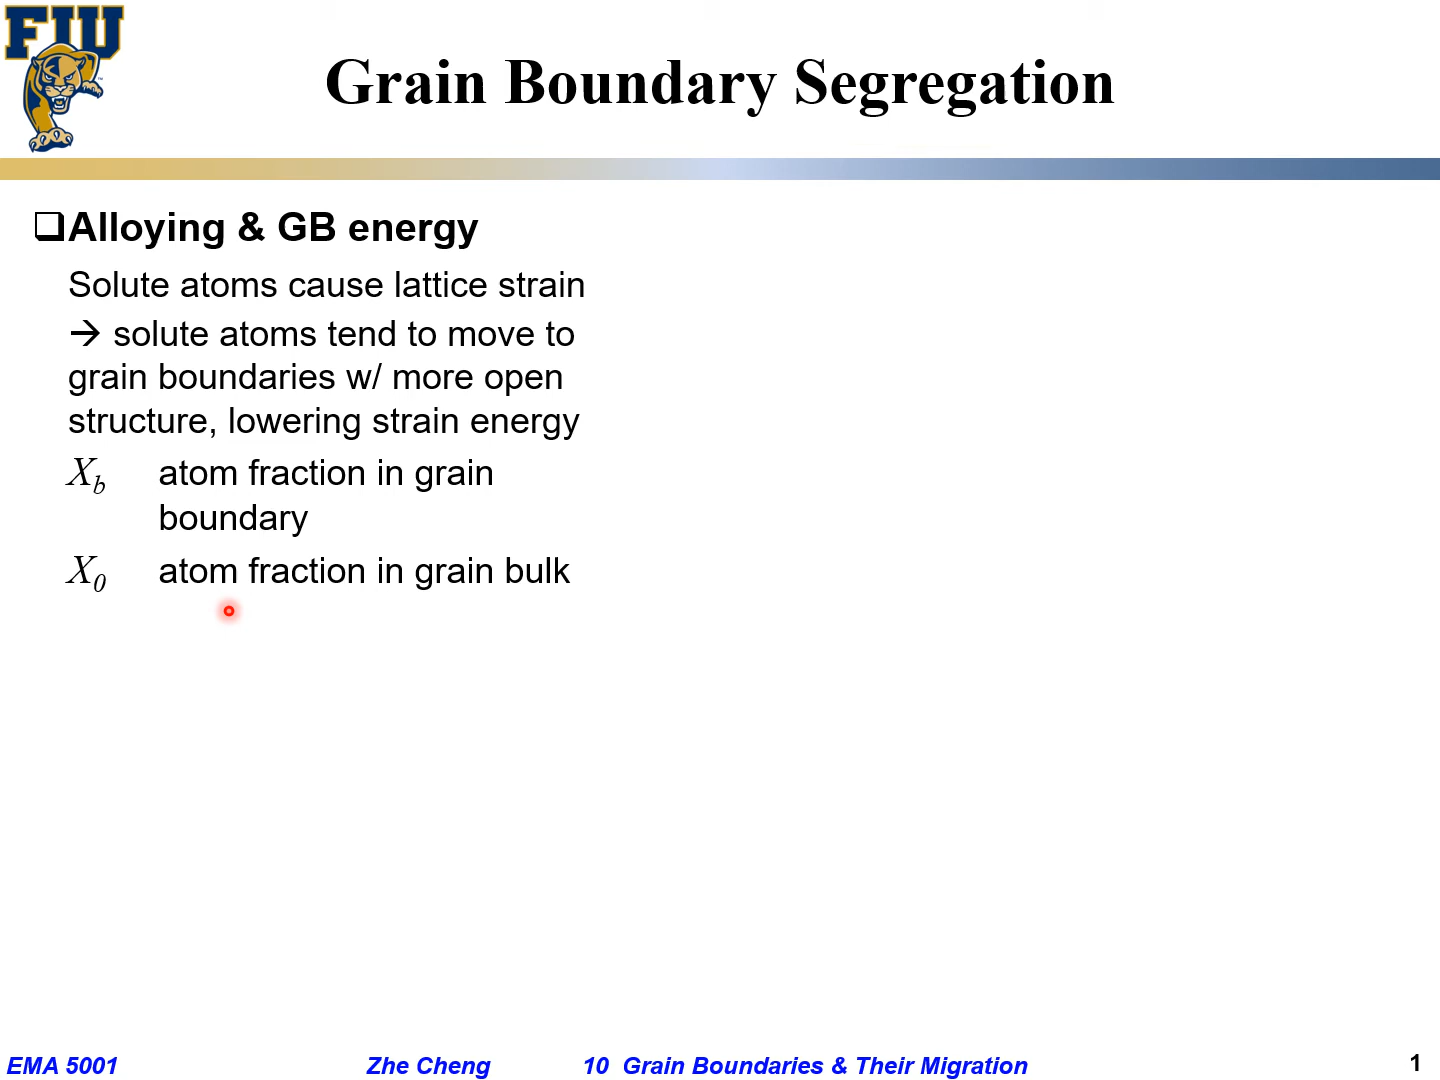 FIU
Grain Boundary Segregation
❑Alloying & GB energy
Solute atoms cause lattice strain
→ solute atoms tend to move to
grain boundaries w/ more open
structure, lowering strain energy
X_b atom fraction in grain
boundary
X_0 atom fraction in grain bulk
EMA 5001 Zhe Cheng 10 Grain Boundaries & Their Migration 1